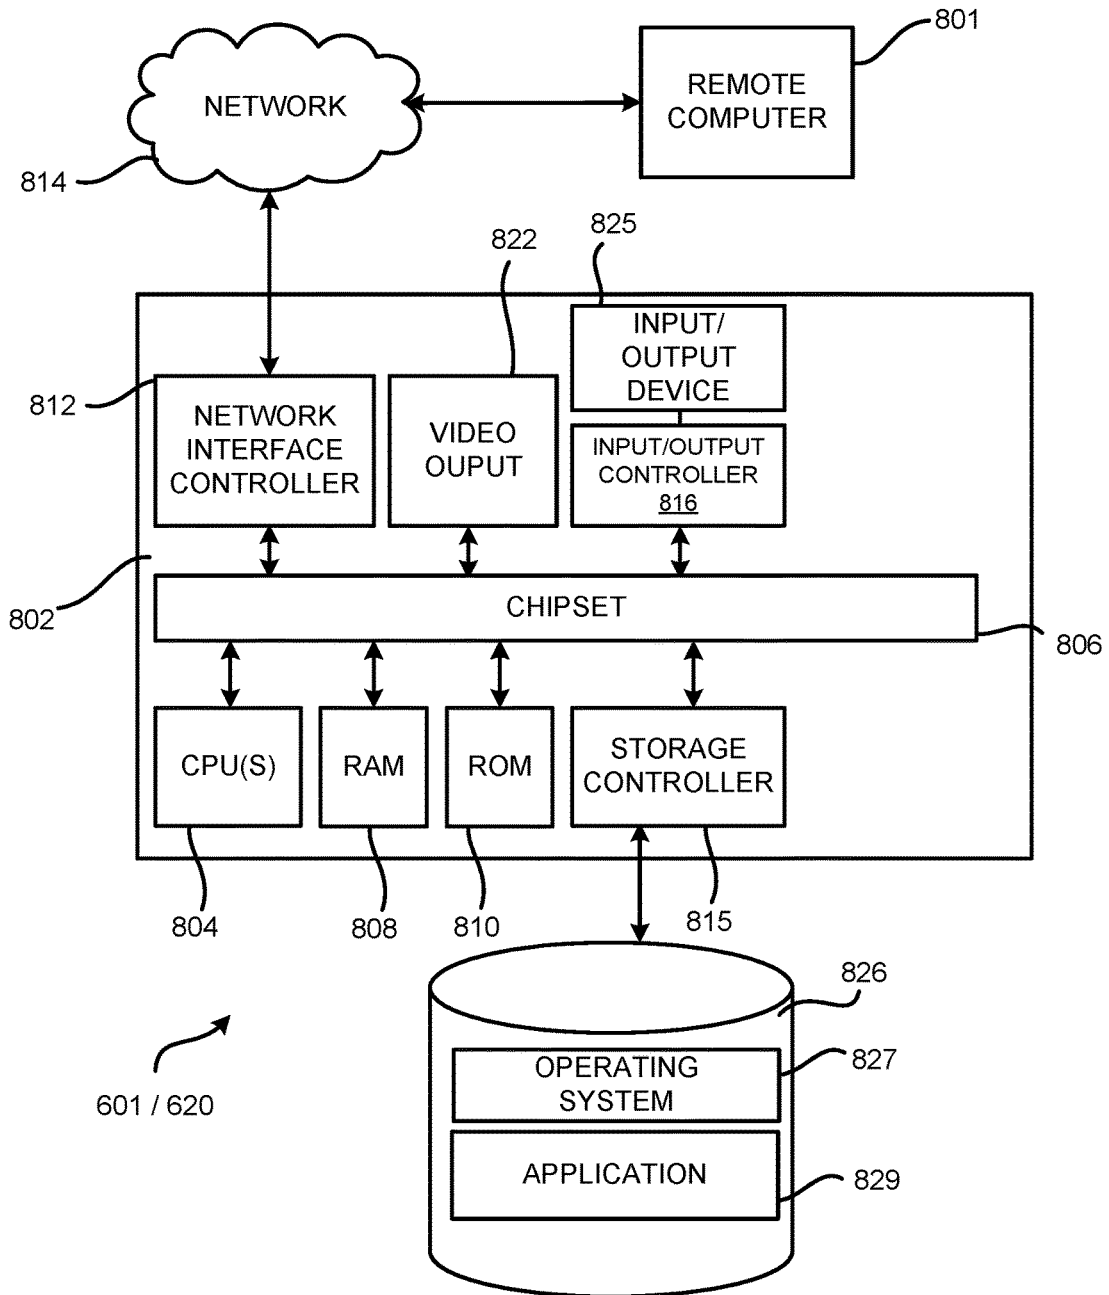 801
NETWORK
REMOTE
COMPUTER
814
825
822
INPUT/
OUTPUT
DEVICE
812
NETWORK
INTERFACE
CONTROLLER
VIDEO
OUPUT
INPUT/OUTPUT
CONTROLLER
816
802
CHIPSET
806
CPU(S)
RAM
ROM
STORAGE
CONTROLLER
804
808
810
815
826
OPERATING
SYSTEM
827
601 / 620
APPLICATION
829